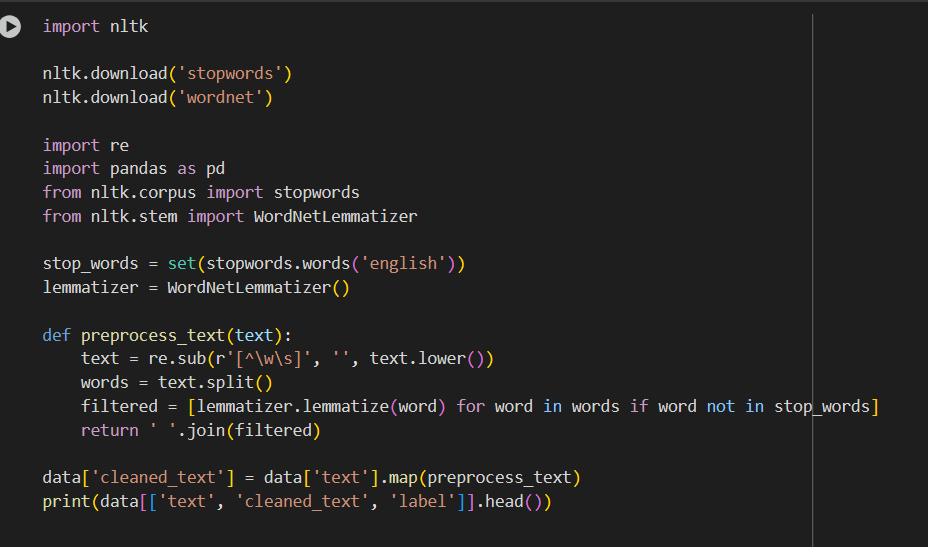 import nltk

nltk.download('stopwords')
nltk.download('wordnet')

import re
import pandas as pd
from nltk.corpus import stopwords
from nltk.stem import WordNetLemmatizer

stop_words = set(stopwords.words('english'))
lemmatizer = WordNetLemmatizer()

def preprocess_text(text):
    text = re.sub(r'[^\w\s]', '', text.lower())
    words = text.split()
    filtered = [lemmatizer.lemmatize(word) for word in words if word not in stop_words]
    return ' '.join(filtered)

data['cleaned_text'] = data['text'].map(preprocess_text)
print(data[['text', 'cleaned_text', 'label']].head())